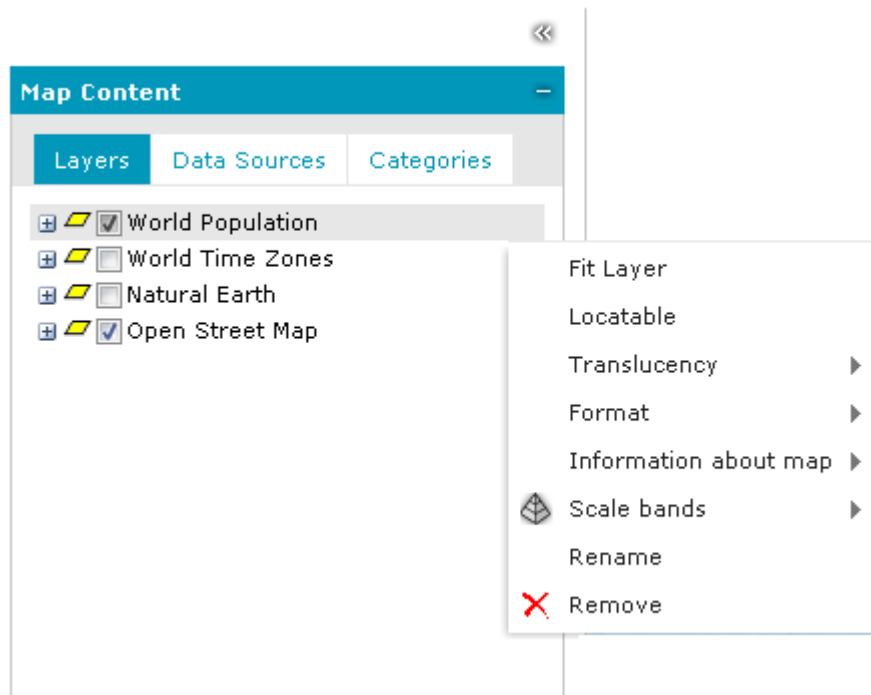 Map Content
Layers Data Sources Categories
World Population
World Time Zones
Natural Earth
Open Street Map
Fit Layer
Locatable
Translucency
Format
Information about map
Scale bands
Rename
Remove